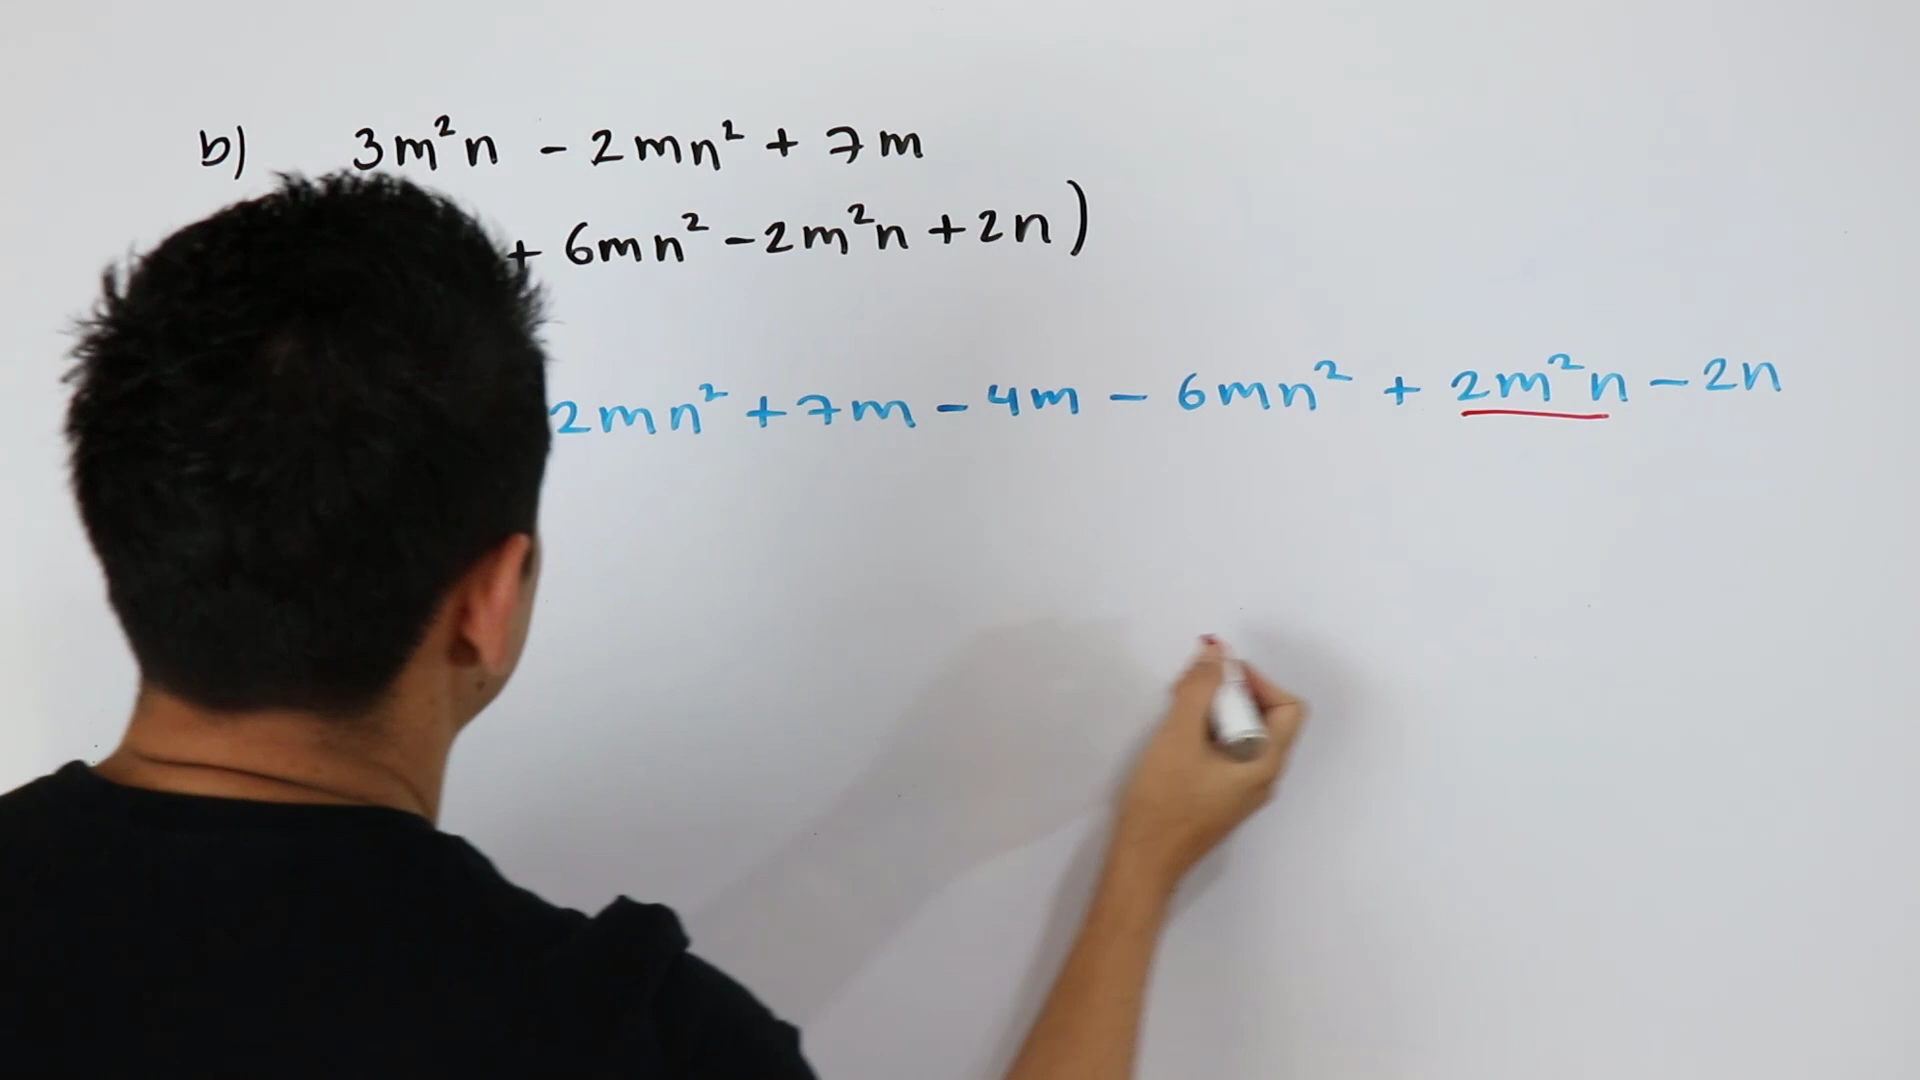 b) 3m²n - 2mn² + 7m
+ 6mn² - 2m²n + 2n)
2mn² + 7m - 4m - 6mn² + 2m²n - 2n